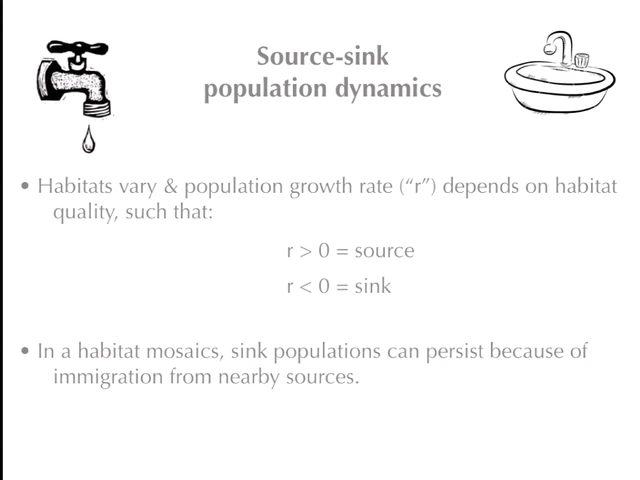 Source-sink
population dynamics
• Habitats vary & population growth rate (“r”) depends on habitat
quality, such that:
r > 0 = source
r < 0 = sink
• In a habitat mosaics, sink populations can persist because of
immigration from nearby sources.